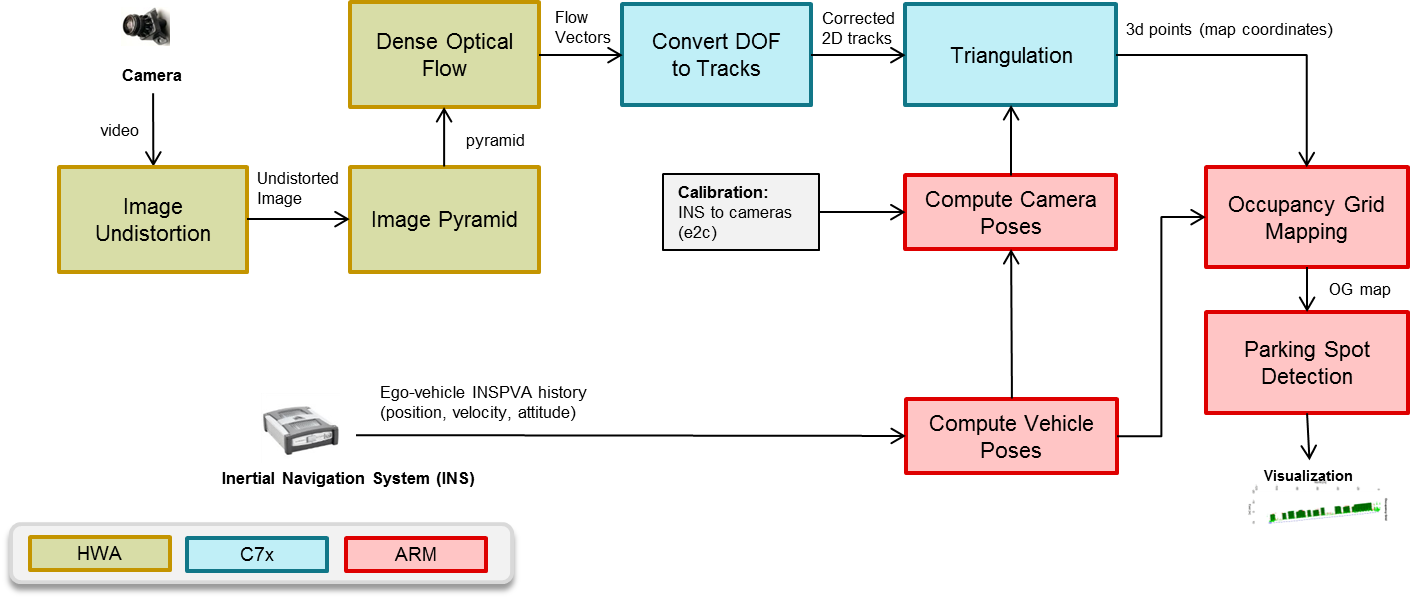 Camera
video
Image
Undistortion
Undistorted
Image
Image Pyramid
pyramid
Dense Optical
Flow
Flow
Vectors
Convert DOF
to Tracks
Corrected
2D tracks
Triangulation
3d points (map coordinates)
Calibration:
INS to cameras
(e2c)
Compute Camera
Poses
Occupancy Grid
Mapping
OG map
Parking Spot
Detection
Ego-vehicle INSPVA history
(position, velocity, attitude)
Inertial Navigation System (INS)
Compute Vehicle
Poses
Visualization
HWA
C7x
ARM